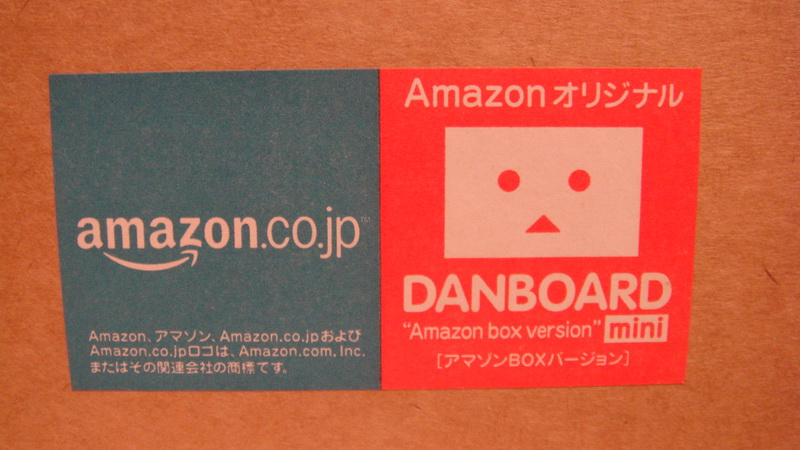 amazon.co.jp™
Amazon、アマゾン、Amazon.co.jpおよび
Amazon.co.jpロゴは、Amazon.com, Inc.
またはその関連会社の商標です。
Amazonオリジナル
DANBOARD
“Amazon box version” mini
[アマゾンBOXバージョン]